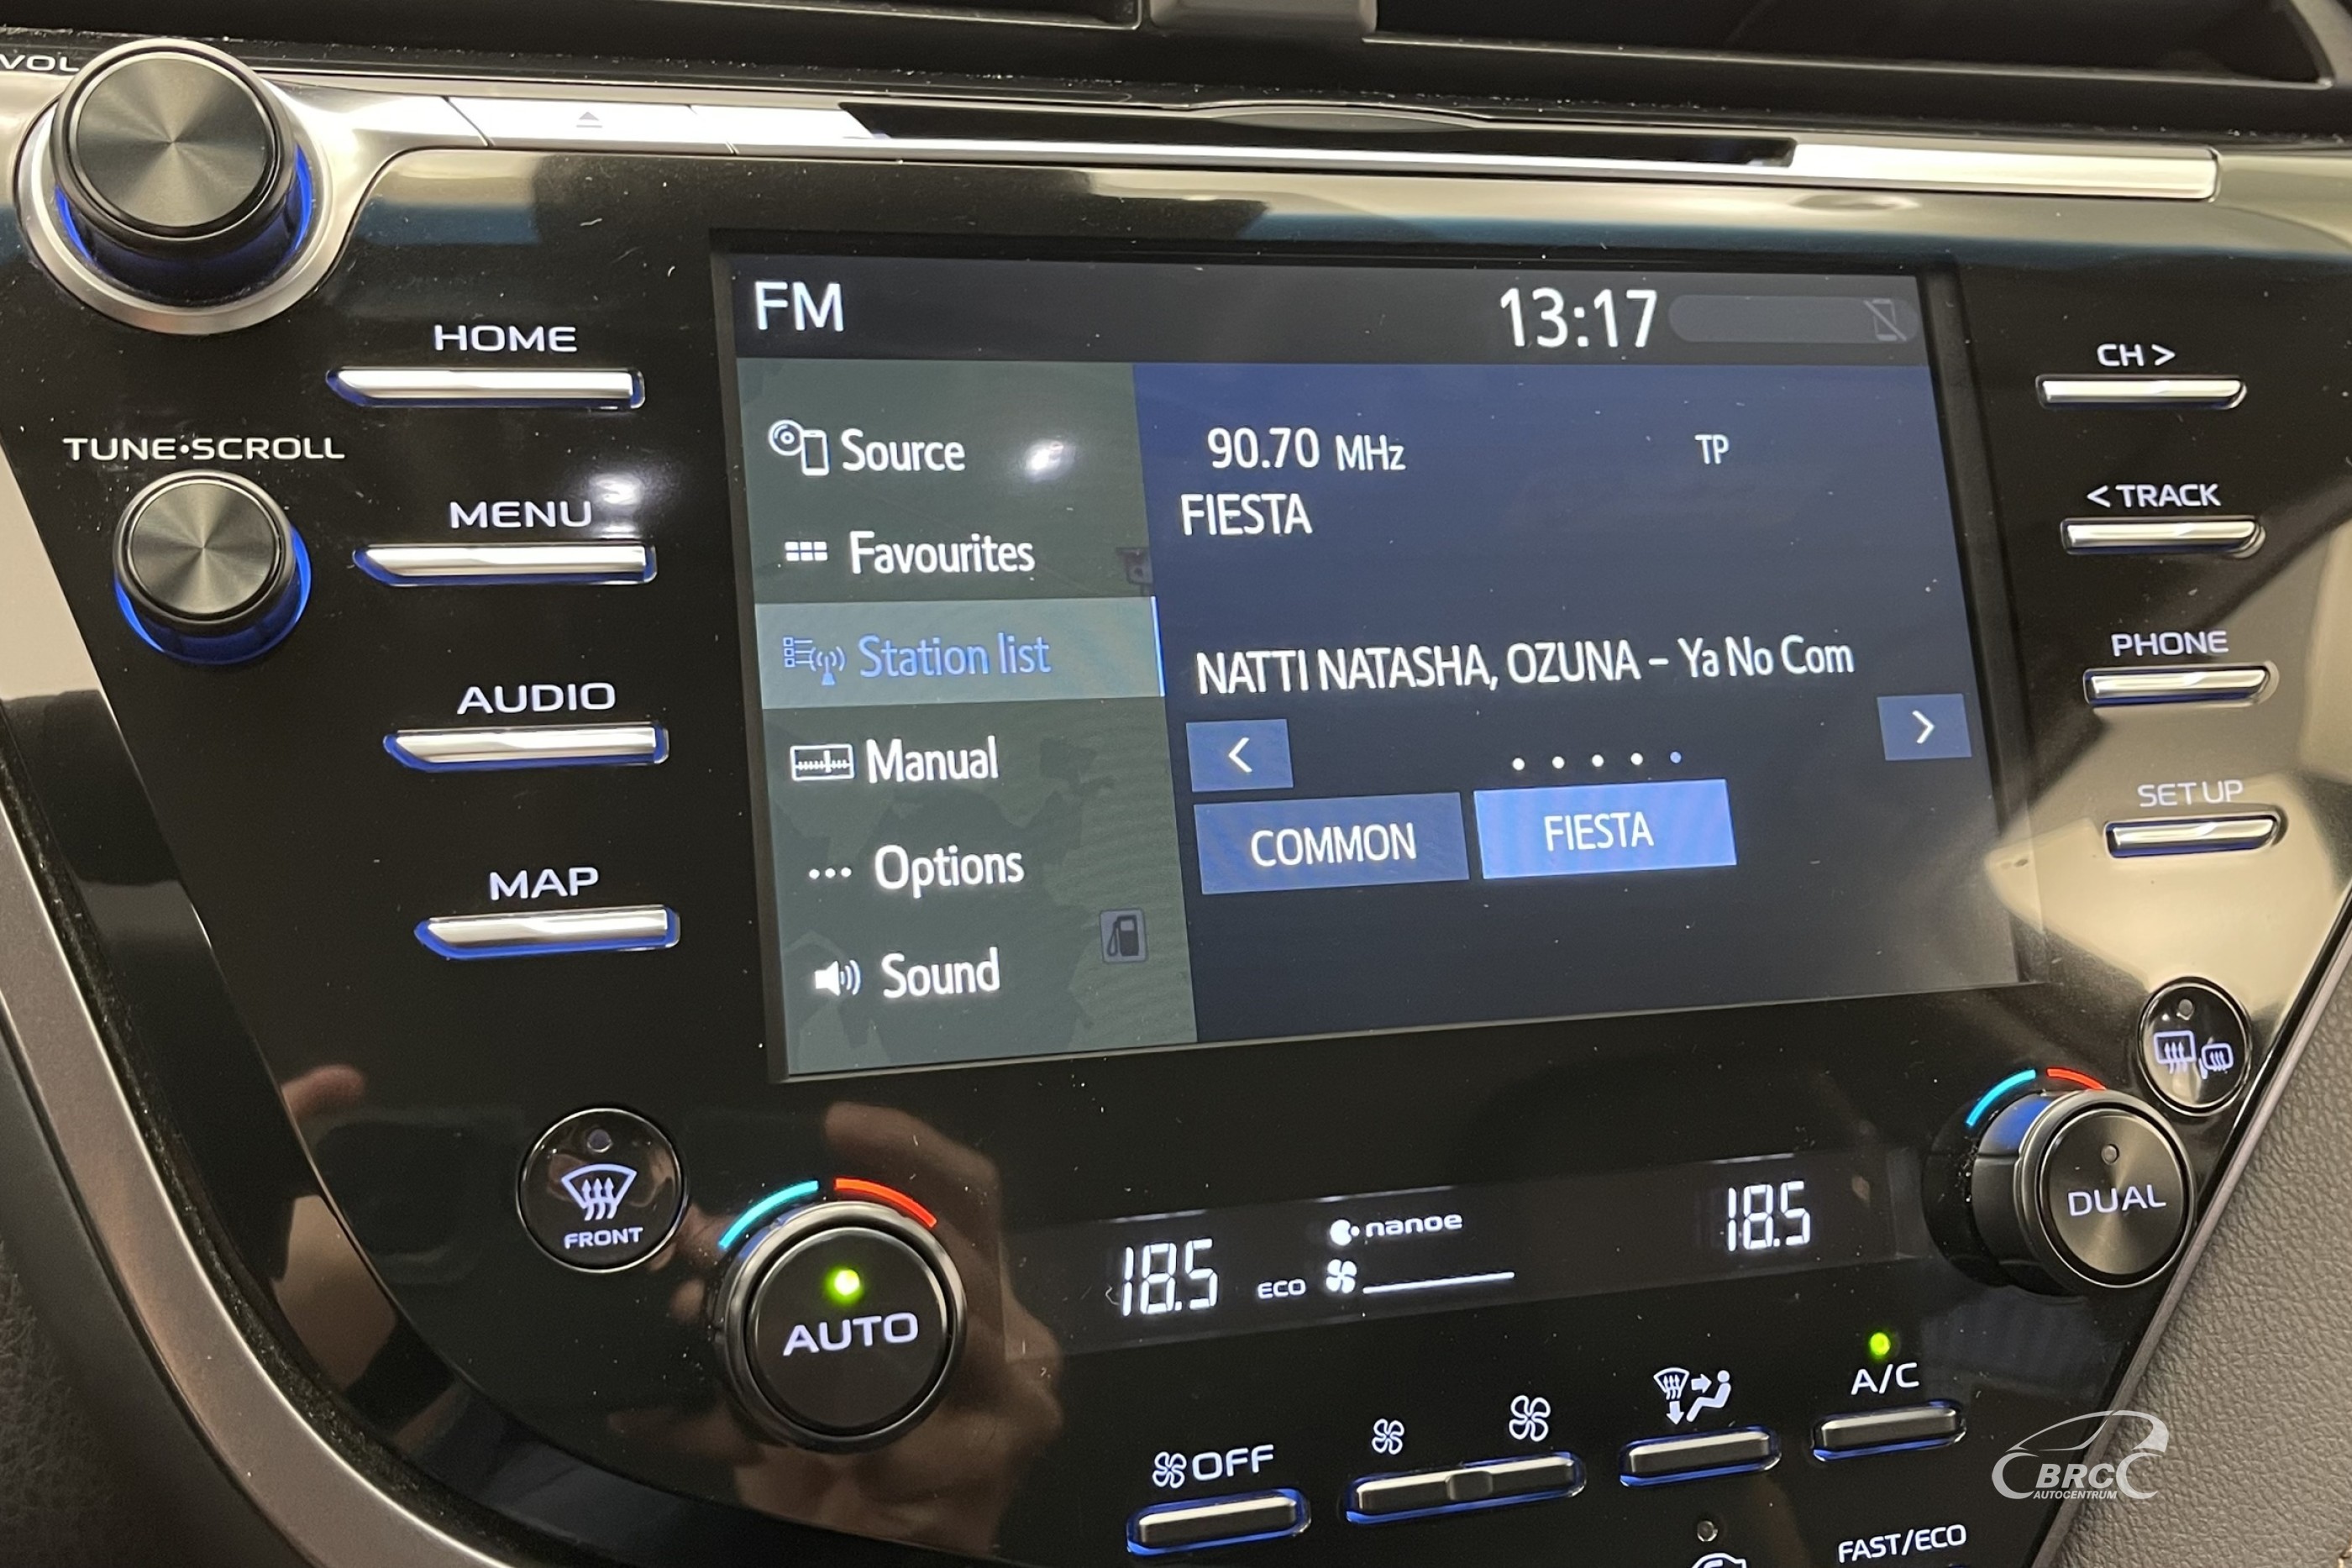 VOL
HOME
TUNE•SCROLL
MENU
AUDIO
MAP
FM
13:17
Source
Favourites
Station list
Manual
Options
Sound
90.70 MHz
TP
FIESTA
NATTI NATASHA, OZUNA – Ya No Com
<
>
COMMON
FIESTA
CH >
< TRACK
PHONE
SETUP
FRONT
AUTO
18.5
ECO
nanoe
18.5
DUAL
OFF
A/C
FAST/ECO
BRC
AUTOCENTRUM